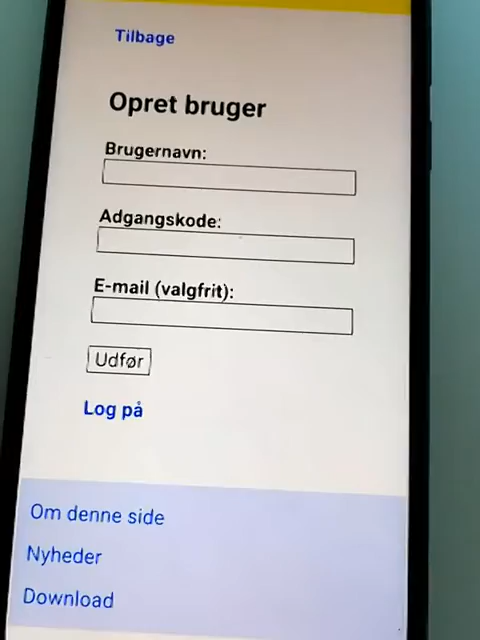 Tilbage
Opret bruger
Brugernavn:
Adgangskode:
E-mail (valgfrit):
Udfør
Log på
Om denne side
Nyheder
Download